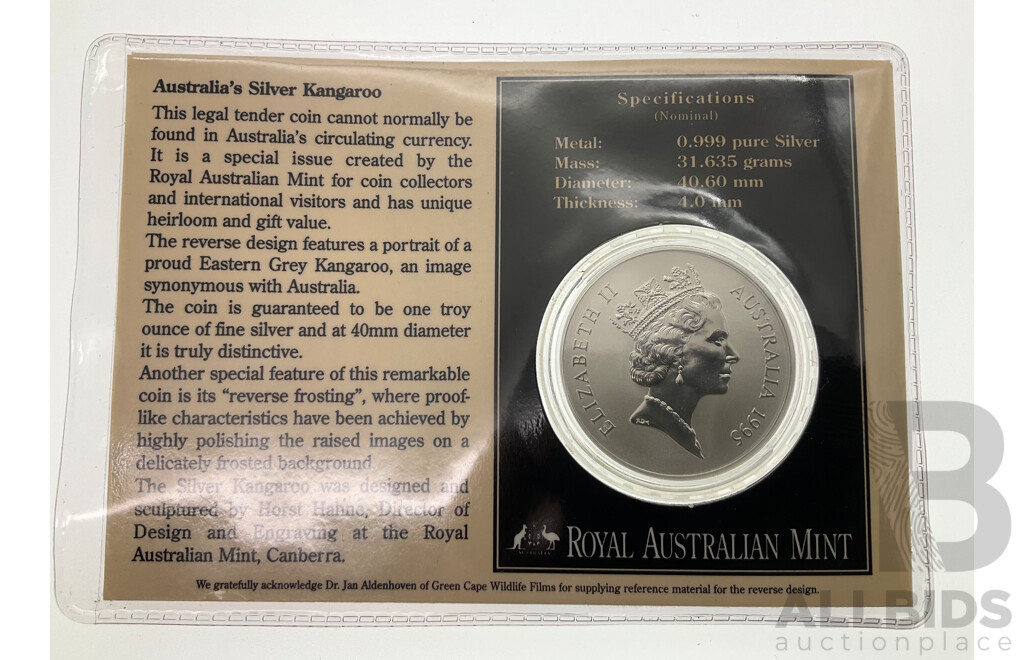 Australia's Silver Kangaroo
This legal tender coin cannot normally be
found in Australia's circulating currency.
It is a special issue created by the
Royal Australian Mint for coin collectors
and international visitors and has unique
heirloom and gift value.
The reverse design features a portrait of a
proud Eastern Grey Kangaroo, an image
synonymous with Australia.
The coin is guaranteed to be one troy
ounce of fine silver and at 40mm diameter
it is truly distinctive.
Another special feature of this remarkable
coin is its “reverse frosting”, where proof-
like characteristics have been achieved by
highly polishing the raised images on a
delicately frosted background.
The Silver Kangaroo was designed and
sculptured by Horst Hahne, Director of
Design and Engraving at the Royal
Australian Mint, Canberra.
Specifications
(Nominal)
Metal: 0.999 pure Silver
Mass: 31.635 grams
Diameter: 40.60 mm
Thickness: 4.0 mm
ELIZABETH II AUSTRALIA 1995
AUSTRALIA
ROYAL AUSTRALIAN MINT
We gratefully acknowledge Dr. Jan Aldenhoven of Green Cape Wildlife Films for supplying reference material for the reverse design.
B
ALLBIDS
auctionplace